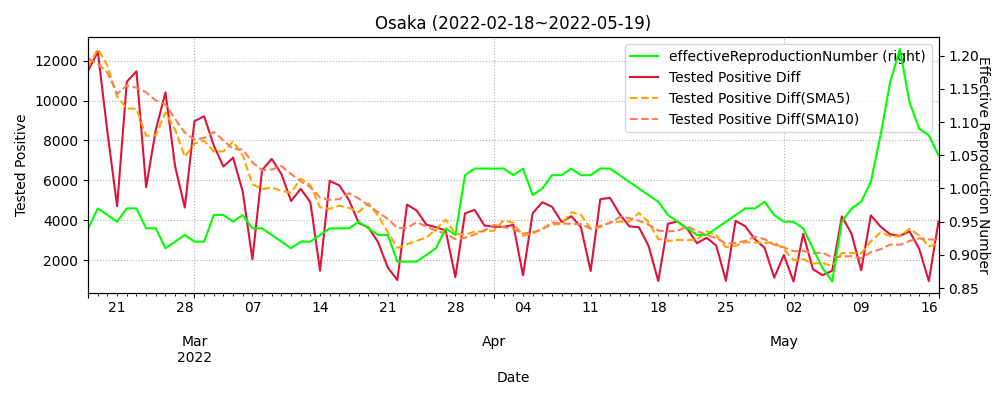 Osaka (2022-02-18~2022-05-19)
effectiveReproductionNumber (right)
Tested Positive Diff
Tested Positive Diff(SMA5)
Tested Positive Diff(SMA10)
Tested Positive
12000
10000
8000
6000
4000
2000
1.20
1.15
1.10
1.05
1.00
0.95
0.90
0.85
Effective Reproduction Number
21 28 07 14 21 28 04 11 18 25 02 09 16
Mar Apr May
2022
Date